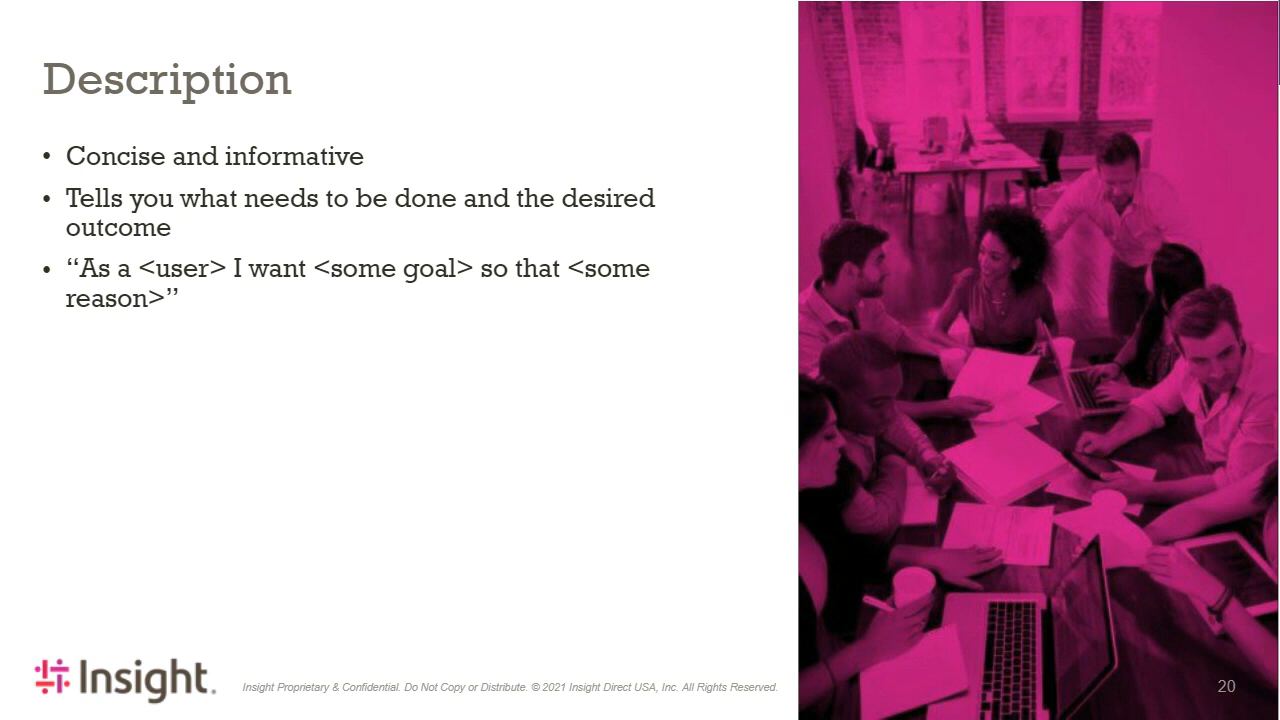 Description
• Concise and informative
• Tells you what needs to be done and the desired
outcome
• “As a <user> I want <some goal> so that <some
reason>”
Insight.
Insight Proprietary & Confidential. Do Not Copy or Distribute. © 2021 Insight Direct USA, Inc. All Rights Reserved.
20